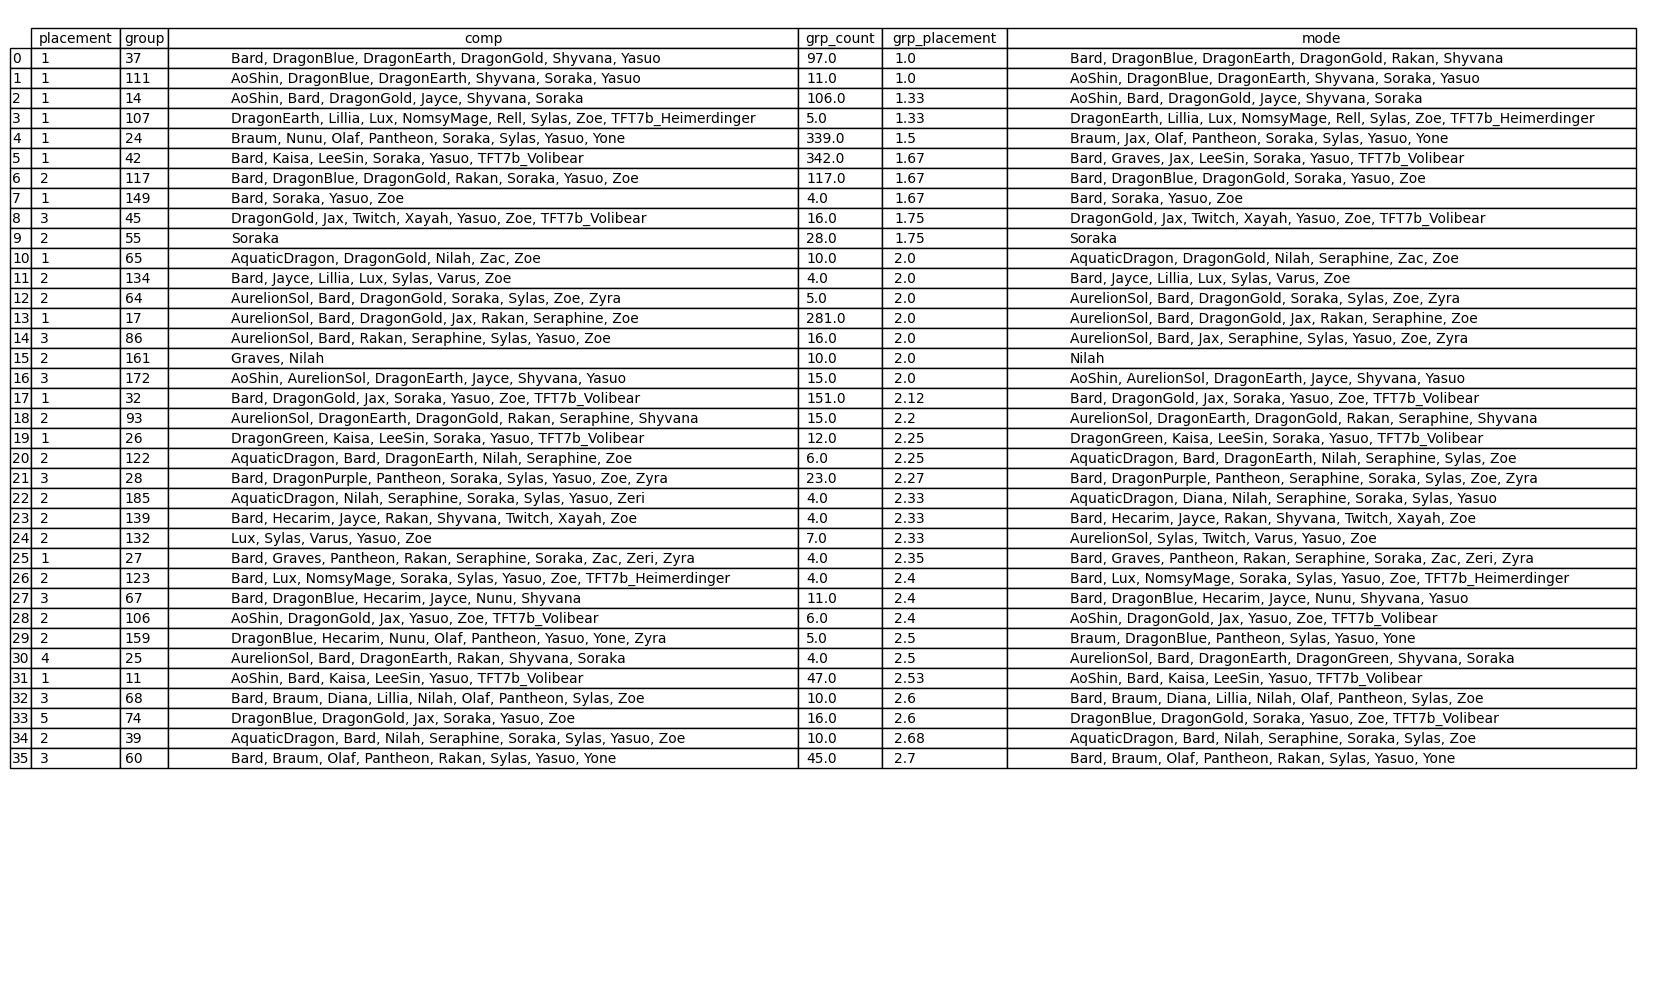 placement group comp grp_count grp_placement mode
0 1 37 Bard, DragonBlue, DragonEarth, DragonGold, Shyvana, Yasuo 97.0 1.0 Bard, DragonBlue, DragonEarth, DragonGold, Rakan, Shyvana
1 1 111 AoShin, DragonBlue, DragonEarth, Shyvana, Soraka, Yasuo 11.0 1.0 AoShin, DragonBlue, DragonEarth, Shyvana, Soraka, Yasuo
2 1 14 AoShin, Bard, DragonGold, Jayce, Shyvana, Soraka 106.0 1.33 AoShin, Bard, DragonGold, Jayce, Shyvana, Soraka
3 1 107 DragonEarth, Lillia, Lux, NomsyMage, Rell, Sylas, Zoe, TFT7b_Heimerdinger 5.0 1.33 DragonEarth, Lillia, Lux, NomsyMage, Rell, Sylas, Zoe, TFT7b_Heimerdinger
4 1 24 Braum, Nunu, Olaf, Pantheon, Soraka, Sylas, Yasuo, Yone 339.0 1.5 Braum, Jax, Olaf, Pantheon, Soraka, Sylas, Yasuo, Yone
5 1 42 Bard, Kaisa, LeeSin, Soraka, Yasuo, TFT7b_Volibear 342.0 1.67 Bard, Graves, Jax, LeeSin, Soraka, Yasuo, TFT7b_Volibear
6 2 117 Bard, DragonBlue, DragonGold, Rakan, Soraka, Yasuo, Zoe 117.0 1.67 Bard, DragonBlue, DragonGold, Soraka, Yasuo, Zoe
7 1 149 Bard, Soraka, Yasuo, Zoe 4.0 1.67 Bard, Soraka, Yasuo, Zoe
8 3 45 DragonGold, Jax, Twitch, Xayah, Yasuo, Zoe, TFT7b_Volibear 16.0 1.75 DragonGold, Jax, Twitch, Xayah, Yasuo, Zoe, TFT7b_Volibear
9 2 55 Soraka 28.0 1.75 Soraka
10 1 65 AquaticDragon, DragonGold, Nilah, Zac, Zoe 10.0 2.0 AquaticDragon, DragonGold, Nilah, Seraphine, Zac, Zoe
11 2 134 Bard, Jayce, Lillia, Lux, Sylas, Varus, Zoe 4.0 2.0 Bard, Jayce, Lillia, Lux, Sylas, Varus, Zoe
12 2 64 AurelionSol, Bard, DragonGold, Soraka, Sylas, Zoe, Zyra 5.0 2.0 AurelionSol, Bard, DragonGold, Soraka, Sylas, Zoe, Zyra
13 1 17 AurelionSol, Bard, DragonGold, Jax, Rakan, Seraphine, Zoe 281.0 2.0 AurelionSol, Bard, DragonGold, Jax, Rakan, Seraphine, Zoe
14 3 86 AurelionSol, Bard, Rakan, Seraphine, Sylas, Yasuo, Zoe 16.0 2.0 AurelionSol, Bard, Jax, Seraphine, Sylas, Yasuo, Zoe, Zyra
15 2 161 Graves, Nilah 10.0 2.0 Nilah
16 3 172 AoShin, AurelionSol, DragonEarth, Jayce, Shyvana, Yasuo 15.0 2.0 AoShin, AurelionSol, DragonEarth, Jayce, Shyvana, Yasuo
17 1 32 Bard, DragonGold, Jax, Soraka, Yasuo, Zoe, TFT7b_Volibear 151.0 2.12 Bard, DragonGold, Jax, Soraka, Yasuo, Zoe, TFT7b_Volibear
18 2 93 AurelionSol, DragonEarth, DragonGold, Rakan, Seraphine, Shyvana 15.0 2.2 AurelionSol, DragonEarth, DragonGold, Rakan, Seraphine, Shyvana
19 1 26 DragonGreen, Kaisa, LeeSin, Soraka, Yasuo, TFT7b_Volibear 12.0 2.25 DragonGreen, Kaisa, LeeSin, Soraka, Yasuo, TFT7b_Volibear
20 2 122 AquaticDragon, Bard, DragonEarth, Nilah, Seraphine, Zoe 6.0 2.25 AquaticDragon, Bard, DragonEarth, Nilah, Seraphine, Sylas, Zoe
21 3 28 Bard, DragonPurple, Pantheon, Soraka, Sylas, Yasuo, Zoe, Zyra 23.0 2.27 Bard, DragonPurple, Pantheon, Seraphine, Soraka, Sylas, Zoe, Zyra
22 2 185 AquaticDragon, Nilah, Seraphine, Soraka, Sylas, Yasuo, Zeri 4.0 2.33 AquaticDragon, Diana, Nilah, Seraphine, Soraka, Sylas, Yasuo
23 2 139 Bard, Hecarim, Jayce, Rakan, Shyvana, Twitch, Xayah, Zoe 4.0 2.33 Bard, Hecarim, Jayce, Rakan, Shyvana, Twitch, Xayah, Zoe
24 2 132 Lux, Sylas, Varus, Yasuo, Zoe 7.0 2.33 AurelionSol, Sylas, Twitch, Varus, Yasuo, Zoe
25 1 27 Bard, Graves, Pantheon, Rakan, Seraphine, Soraka, Zac, Zeri, Zyra 4.0 2.35 Bard, Graves, Pantheon, Rakan, Seraphine, Soraka, Zac, Zeri, Zyra
26 2 123 Bard, Lux, NomsyMage, Soraka, Sylas, Yasuo, Zoe, TFT7b_Heimerdinger 4.0 2.4 Bard, Lux, NomsyMage, Soraka, Sylas, Yasuo, Zoe, TFT7b_Heimerdinger
27 3 67 Bard, DragonBlue, Hecarim, Jayce, Nunu, Shyvana 11.0 2.4 Bard, DragonBlue, Hecarim, Jayce, Nunu, Shyvana, Yasuo
28 2 106 AoShin, DragonGold, Jax, Yasuo, Zoe, TFT7b_Volibear 6.0 2.4 AoShin, DragonGold, Jax, Yasuo, Zoe, TFT7b_Volibear
29 2 159 DragonBlue, Hecarim, Nunu, Olaf, Pantheon, Yasuo, Yone, Zyra 5.0 2.5 Braum, DragonBlue, Pantheon, Sylas, Yasuo, Yone
30 4 25 AurelionSol, Bard, DragonEarth, Rakan, Shyvana, Soraka 4.0 2.5 AurelionSol, Bard, DragonEarth, DragonGreen, Shyvana, Soraka
31 1 11 AoShin, Bard, Kaisa, LeeSin, Yasuo, TFT7b_Volibear 47.0 2.53 AoShin, Bard, Kaisa, LeeSin, Yasuo, TFT7b_Volibear
32 3 68 Bard, Braum, Diana, Lillia, Nilah, Olaf, Pantheon, Sylas, Zoe 10.0 2.6 Bard, Braum, Diana, Lillia, Nilah, Olaf, Pantheon, Sylas, Zoe
33 5 74 DragonBlue, DragonGold, Jax, Soraka, Yasuo, Zoe 16.0 2.6 DragonBlue, DragonGold, Soraka, Yasuo, Zoe, TFT7b_Volibear
34 2 39 AquaticDragon, Bard, Nilah, Seraphine, Soraka, Sylas, Yasuo, Zoe 10.0 2.68 AquaticDragon, Bard, Nilah, Seraphine, Soraka, Sylas, Zoe
35 3 60 Bard, Braum, Olaf, Pantheon, Rakan, Sylas, Yasuo, Yone 45.0 2.7 Bard, Braum, Olaf, Pantheon, Rakan, Sylas, Yasuo, Yone